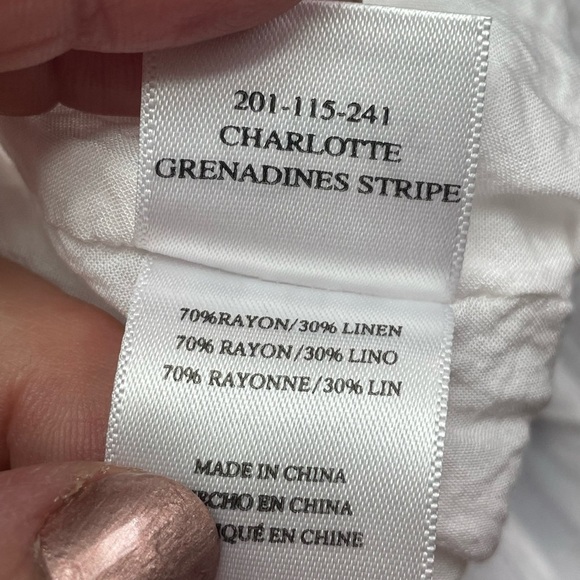 201-115-241
CHARLOTTE
GRENADINES STRIPE
70%RAYON/30% LINEN
70% RAYON/30% LINO
70% RAYONNE/30% LIN
MADE IN CHINA
EN CHINA
EN CHINE